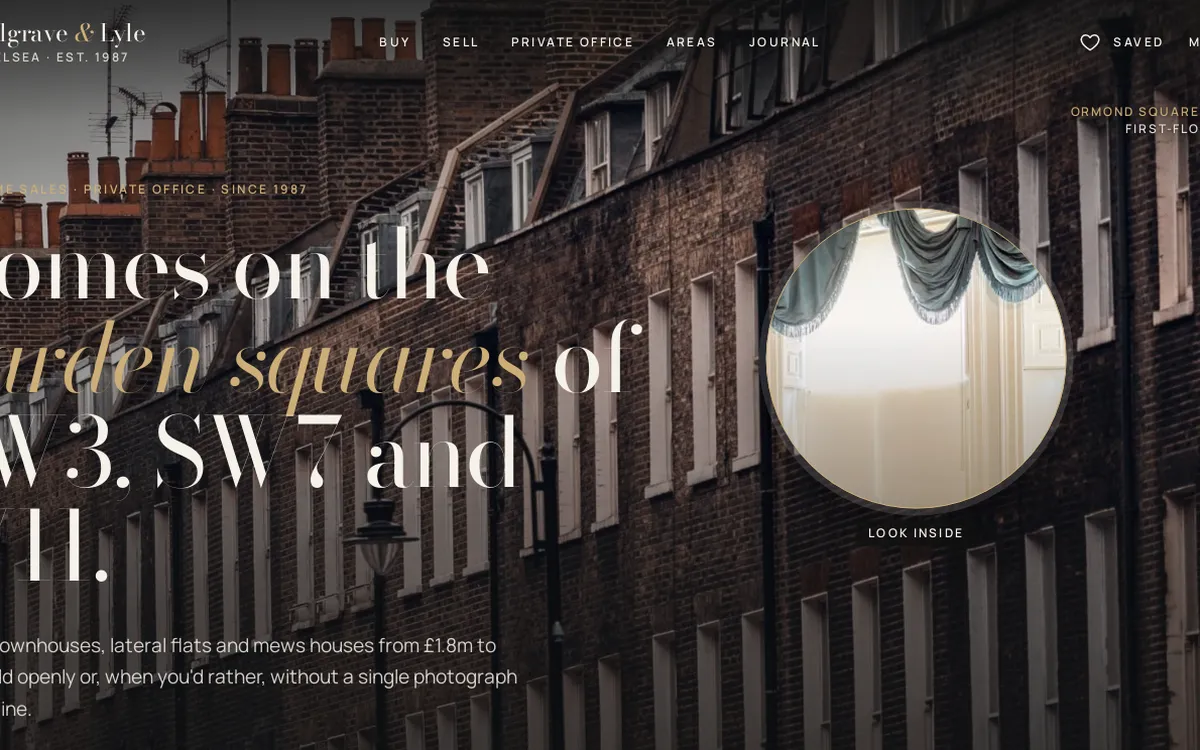 lgrave & Lyle
LSEA · EST. 1987
BUY
SELL
PRIVATE OFFICE
AREAS
JOURNAL
SAVED
M
ORMOND SQUARE
FIRST-FLO
ME SALES · PRIVATE OFFICE · SINCE 1987
omes on the
arden squares of
W3, SW7 and
11.
LOOK INSIDE
ownhouses, lateral flats and mews houses from £1.8m to
ld openly or, when you'd rather, without a single photograph
ine.